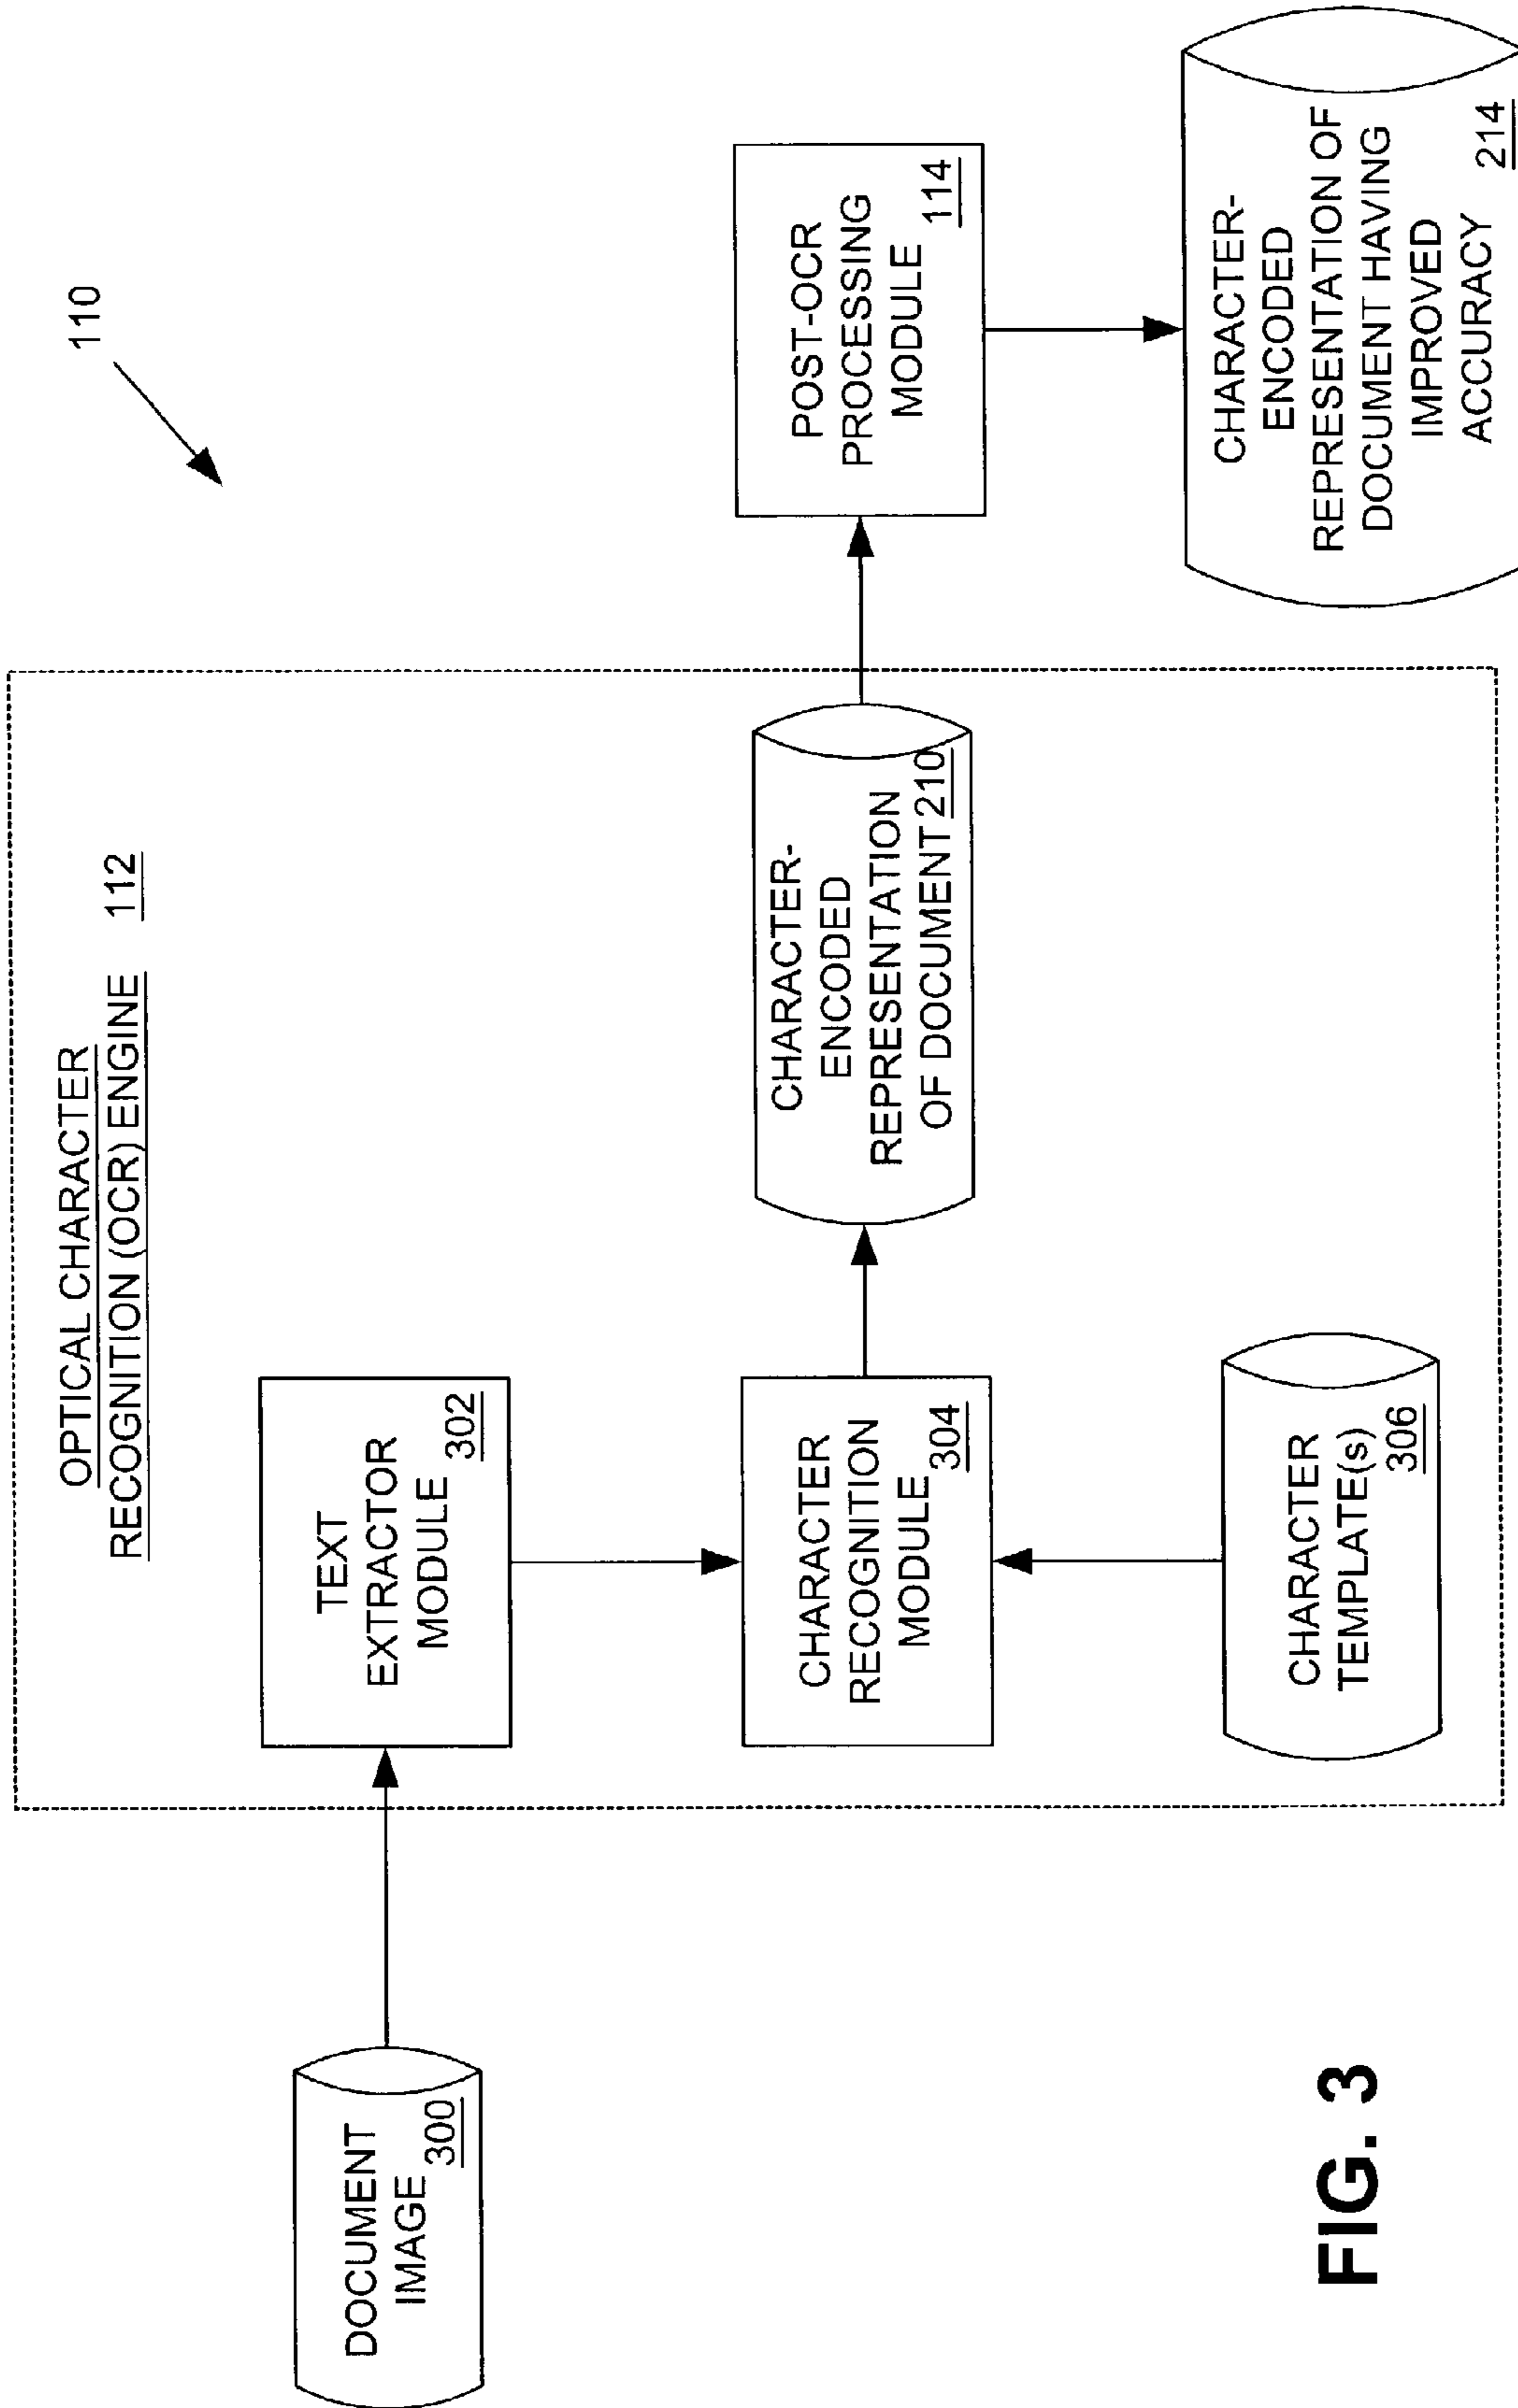 110
OPTICAL CHARACTER
RECOGNITION (OCR) ENGINE 112
DOCUMENT
IMAGE 300
TEXT
EXTRACTOR
MODULE 302
CHARACTER
RECOGNITION
MODULE 304
CHARACTER
TEMPLATE(s)
306
CHARACTER-
ENCODED
REPRESENTATION
OF DOCUMENT 210
POST-OCR
PROCESSING
MODULE 114
CHARACTER-
ENCODED
REPRESENTATION OF
DOCUMENT HAVING
IMPROVED
ACCURACY 214
FIG. 3